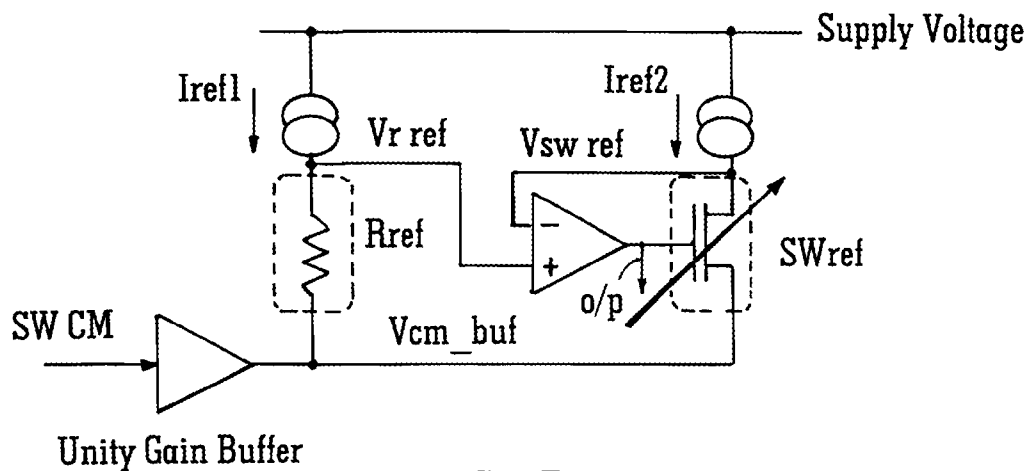 Supply Voltage
Iref1
Iref2
Vr ref
Vsw ref
Rref
−
+
SWref
o/p
SW CM
Vcm_buf
Unity Gain Buffer